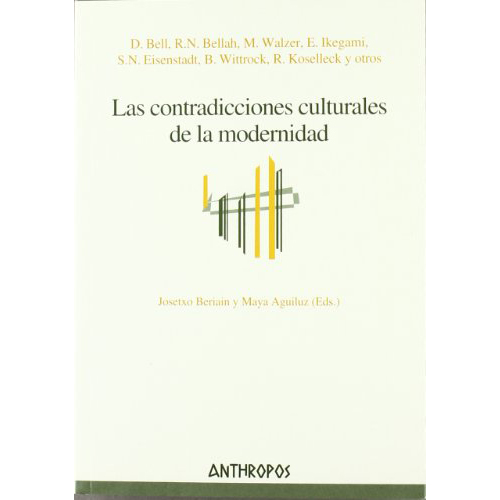 D. Bell, R.N. Bellah, M. Walzer, E. Ikegami,
S.N. Eisenstadt, B. Wittrock, R. Koselleck y otros
Las contradicciones culturales
de la modernidad
Josetxo Beriain y Maya Aguiluz (Eds.)
ANTHROPOS